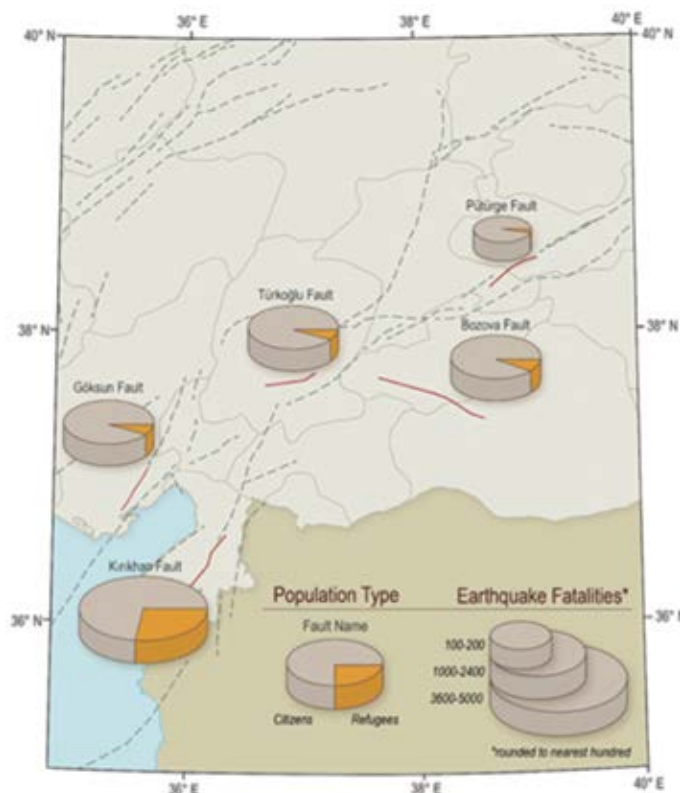 36° E
38° E
40° N
40° N
Pütürge Fault
Türkoğlu Fault
38° N
Bozova Fault
38° N
Göksun Fault
Kırıkhan Fault
Population Type
Earthquake Fatalities*
36° N
Fault Name
36° N
100-200
1000-2400
3600-5000
Citizens
Refugees
*rounded to nearest hundred
36° E
38° E
40° E